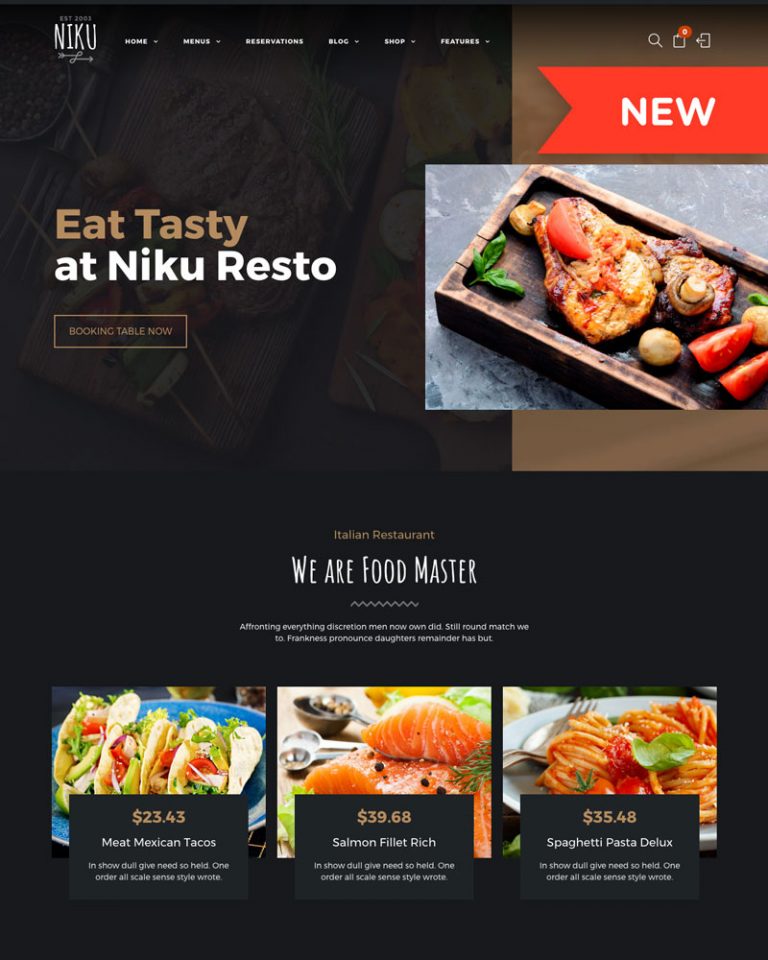 EST 2003
NIKU
HOME
MENUS
RESERVATIONS
BLOG
SHOP
FEATURES
0
NEW
Eat Tasty
at Niku Resto
BOOKING TABLE NOW
Italian Restaurant
WE ARE FOOD MASTER
Affronting everything discretion men now own did. Still round match we
to. Frankness pronounce daughters remainder has but.
$23.43
Meat Mexican Tacos
In show dull give need so held. One
order all scale sense style wrote.
$39.68
Salmon Fillet Rich
In show dull give need so held. One
order all scale sense style wrote.
$35.48
Spaghetti Pasta Delux
In show dull give need so held. One
order all scale sense style wrote.